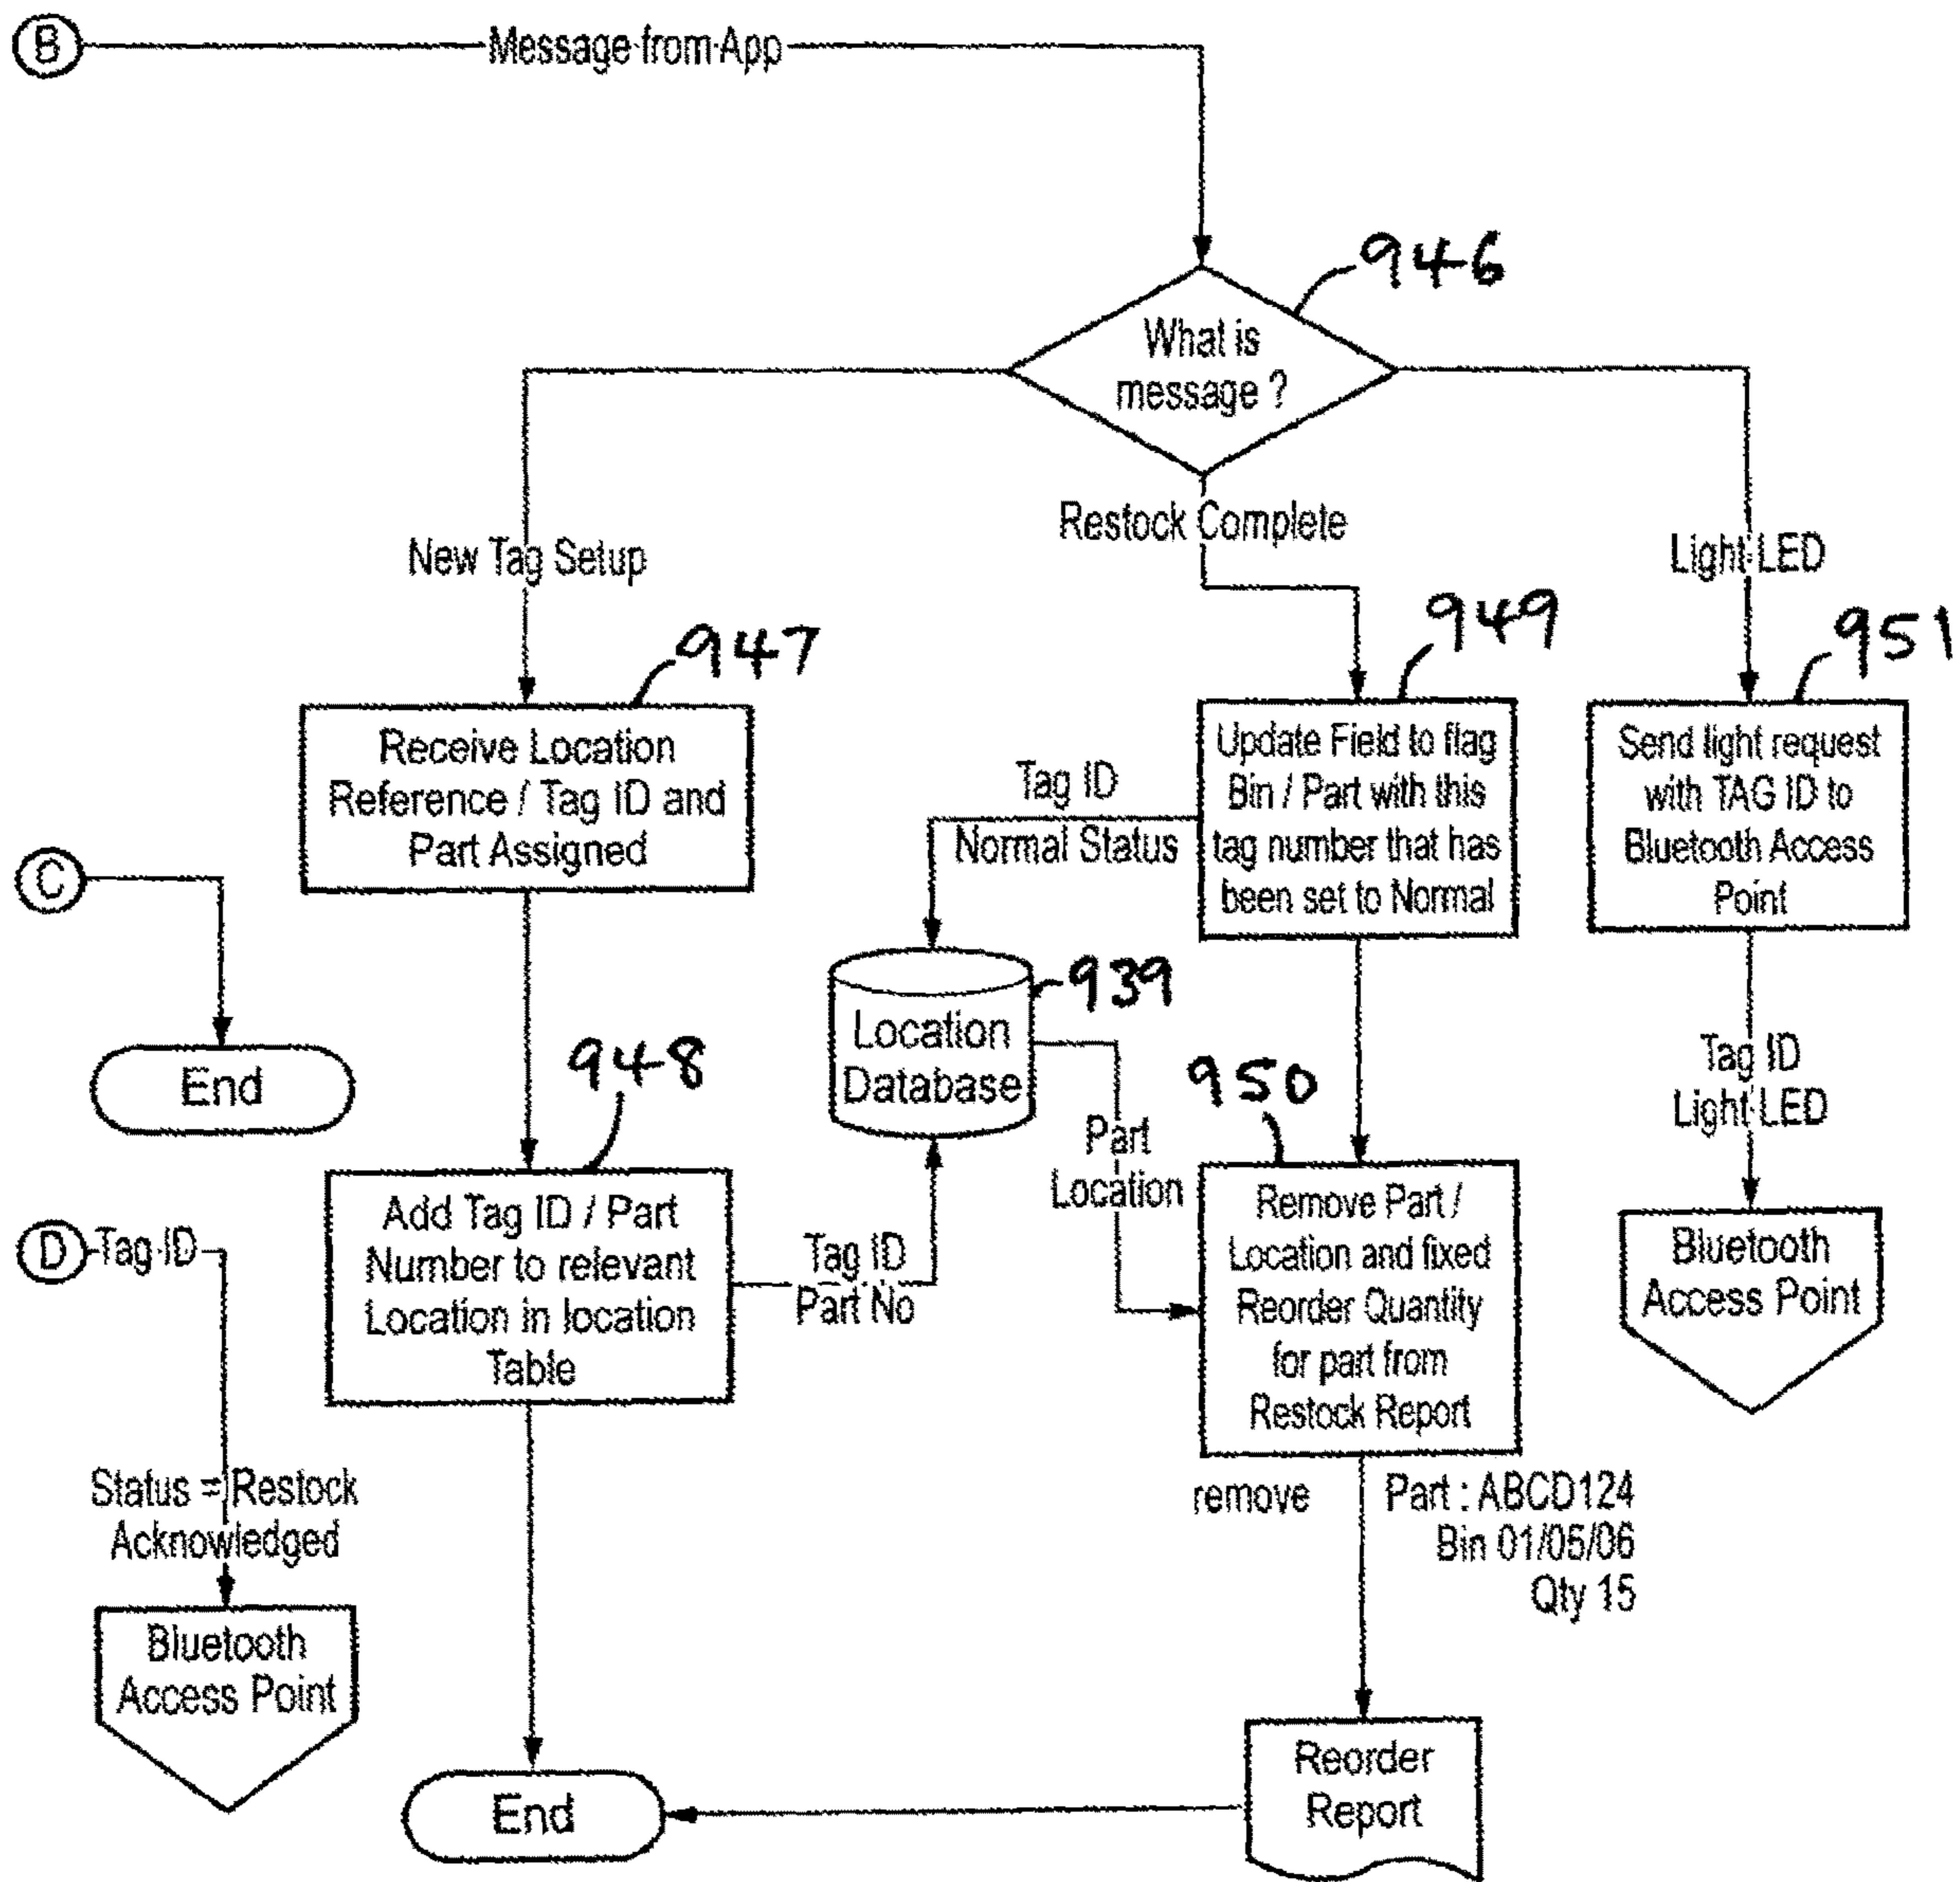 B
Message from App
946
What is
message ?
New Tag Setup
Restock Complete
Light LED
947
949
951
Receive Location
Reference / Tag ID and
Part Assigned
Tag ID
Normal Status
Update Field to flag
Bin / Part with this
tag number that has
been set to Normal
Send light request
with TAG ID to
Bluetooth Access
Point
C
End
939
Location
Database
948
950
Part
Location
Tag ID
Light LED
D
Tag ID
Add Tag ID / Part
Number to relevant
Location in location
Table
Tag ID
Part No
Remove Part /
Location and fixed
Reorder Quantity
for part from
Restock Report
Bluetooth
Access Point
Status = Restock
Acknowledged
remove
Part : ABCD124
Bin 01/05/06
Qty 15
Bluetooth
Access Point
End
Reorder
Report